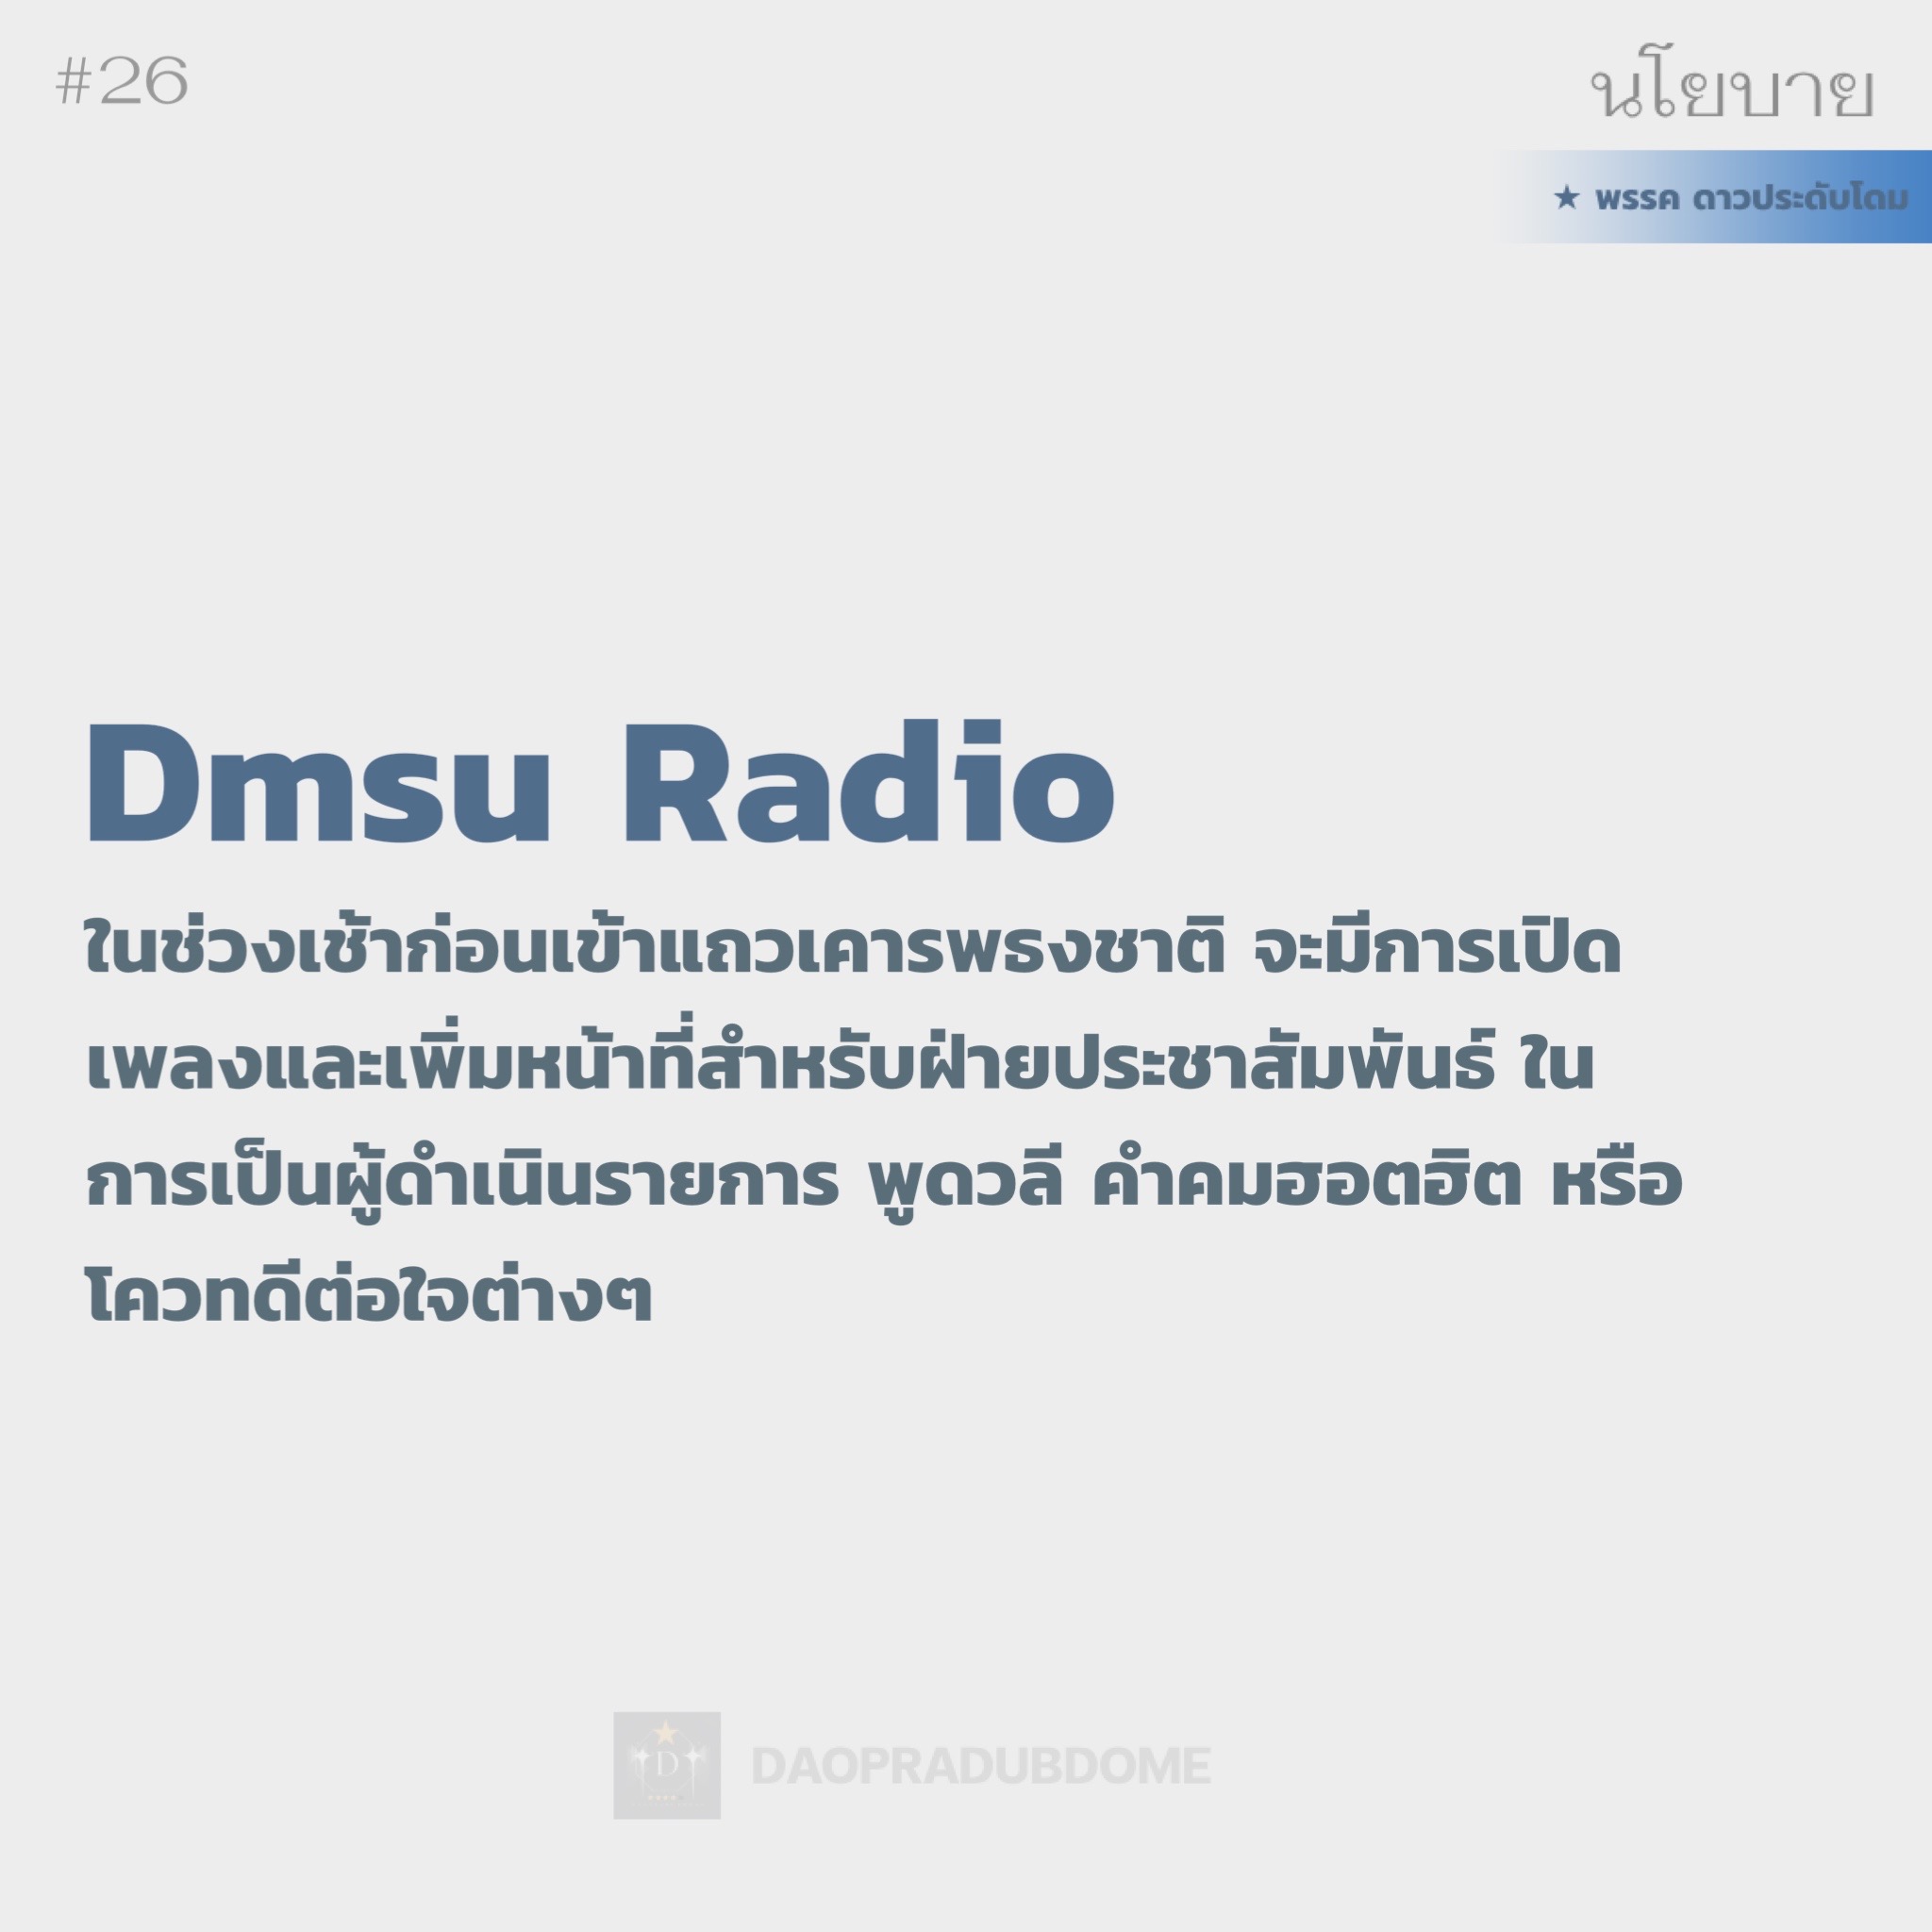 #26
นโยบาย
★ พรรค ดาวประดับโดม
Dmsu Radio
ในช่วงเช้าก่อนเข้าแถวเคารพธงชาติ จะมีการเปิด
เพลงและเพิ่มหน้าที่สำหรับฝ่ายประชาสัมพันธ์ ใน
การเป็นผู้ดำเนินรายการ พูดวลี คำคมฮอตฮิต หรือ
โควทดีต่อใจต่างๆ
D
DAOPRADUBDOME